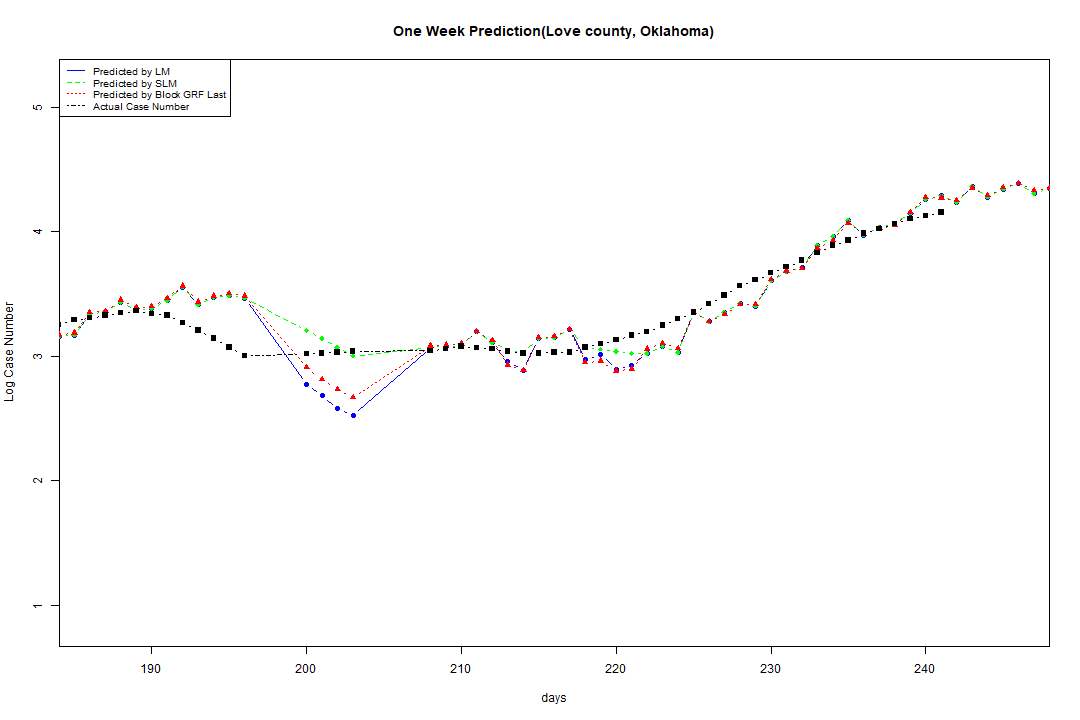 One Week Prediction(Love county, Oklahoma)
Predicted by LM
Predicted by SLM
Predicted by Block GRF Last
Actual Case Number
5
4
3
2
1
Log Case Number
190 200 210 220 230 240
days